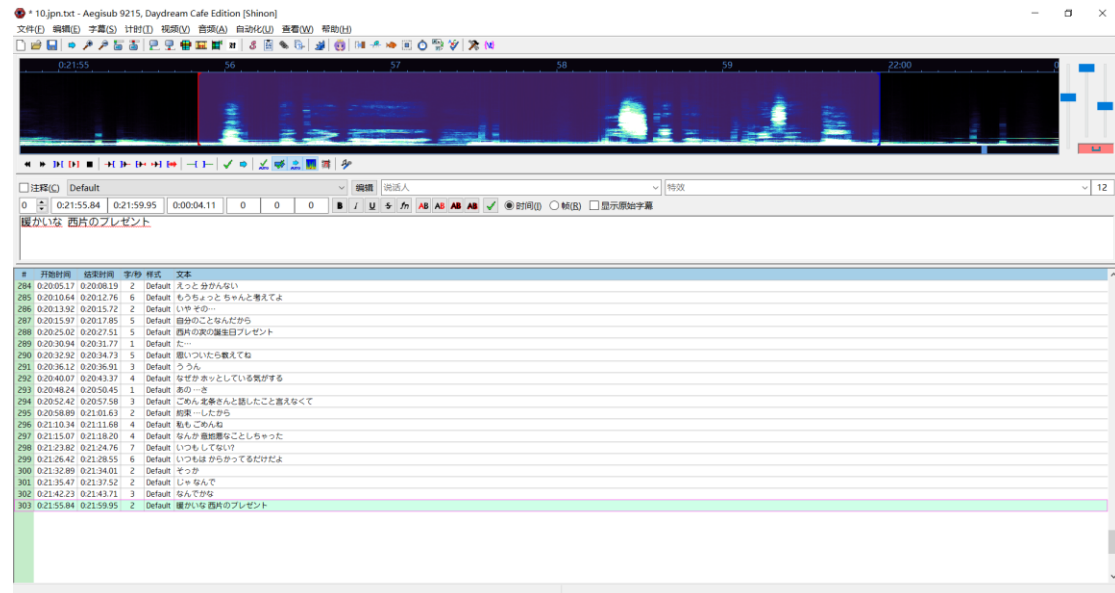 * 10.jpn.txt - Aegisub 9215, Daydream Cafe Edition [Shinon]
文件(F) 编辑(E) 字幕(S) 计时(T) 视频(V) 音频(A) 自动化(U) 查看(W) 帮助(H)
0:21:55 56 57 58 59 22:00
注释(C) Default 编辑 说话人 特效 12
0 0:21:55.84 0:21:59.95 0:00:04.11 0 0 0 B I U S fn AB AB AB AB 时间(I) 帧(R) 显示原始字幕
暖かいな 西片のプレゼント
# 开始时间 结束时间 字/秒 样式 文本
284 0:20:05.17 0:20:08.19 2 Default えっと 分かんない
285 0:20:10.64 0:20:12.76 6 Default もうちょっと ちゃんと考えてよ
286 0:20:13.92 0:20:15.72 2 Default いや その…
287 0:20:15.97 0:20:17.85 5 Default 自分のことなんだから
288 0:20:25.02 0:20:27.51 5 Default 西片の次の誕生日プレゼント
289 0:20:30.94 0:20:31.77 1 Default た…
290 0:20:32.92 0:20:34.73 5 Default 思いついたら教えてね
291 0:20:36.12 0:20:36.91 3 Default う うん
292 0:20:40.07 0:20:43.37 4 Default なぜか ホッとしている気がする
293 0:20:48.24 0:20:50.45 1 Default あの…さ
294 0:20:52.42 0:20:57.58 3 Default ごめん 北条さんと話したこと言えなくて
295 0:20:58.89 0:21:01.63 2 Default 約束…したから
296 0:21:10.34 0:21:11.68 4 Default 私も ごめんね
297 0:21:15.07 0:21:18.20 4 Default なんか 意地悪なことしちゃった
298 0:21:23.82 0:21:24.76 7 Default いつも してない?
299 0:21:26.42 0:21:28.55 6 Default いつもは からかってるだけだよ
300 0:21:32.89 0:21:34.01 2 Default そっか
301 0:21:35.47 0:21:37.52 2 Default じゃ なんで
302 0:21:42.23 0:21:43.71 3 Default なんでかな
303 0:21:55.84 0:21:59.95 2 Default 暖かいな 西片のプレゼント